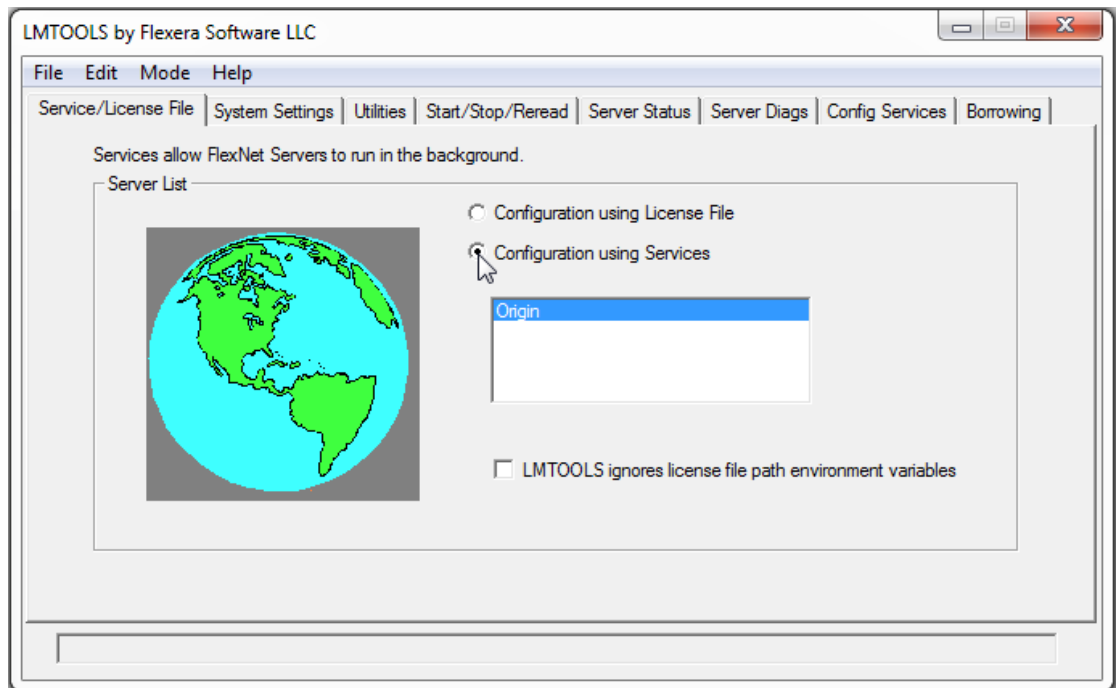 LMTOOLS by Flexera Software LLC
File Edit Mode Help
Service/License File System Settings Utilities Start/Stop/Reread Server Status Server Diags Config Services Borrowing
Services allow FlexNet Servers to run in the background.
Server List
Configuration using License File
Configuration using Services
Origin
LMTOOLS ignores license file path environment variables